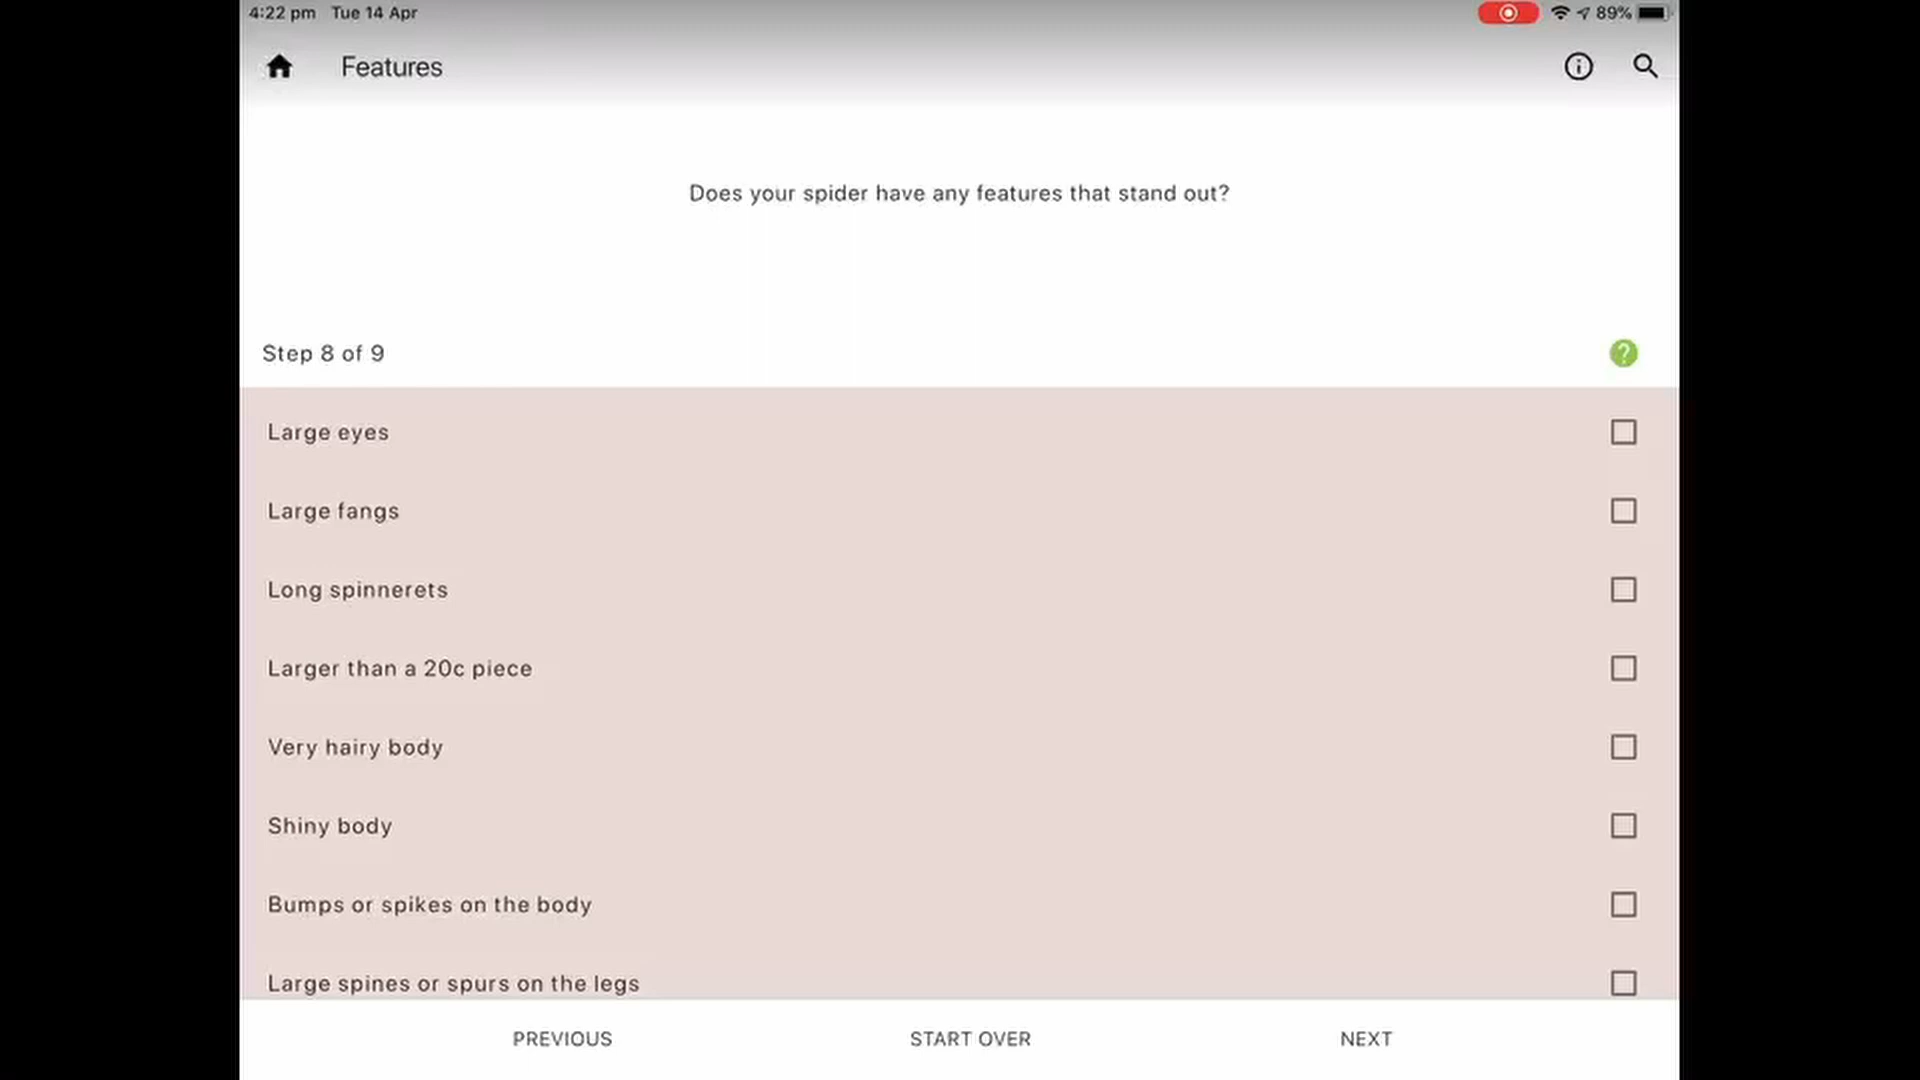 4:22 pm Tue 14 Apr
89%
Features
Does your spider have any features that stand out?
Step 8 of 9
?
Large eyes
Large fangs
Long spinnerets
Larger than a 20c piece
Very hairy body
Shiny body
Bumps or spikes on the body
Large spines or spurs on the legs
PREVIOUS START OVER NEXT